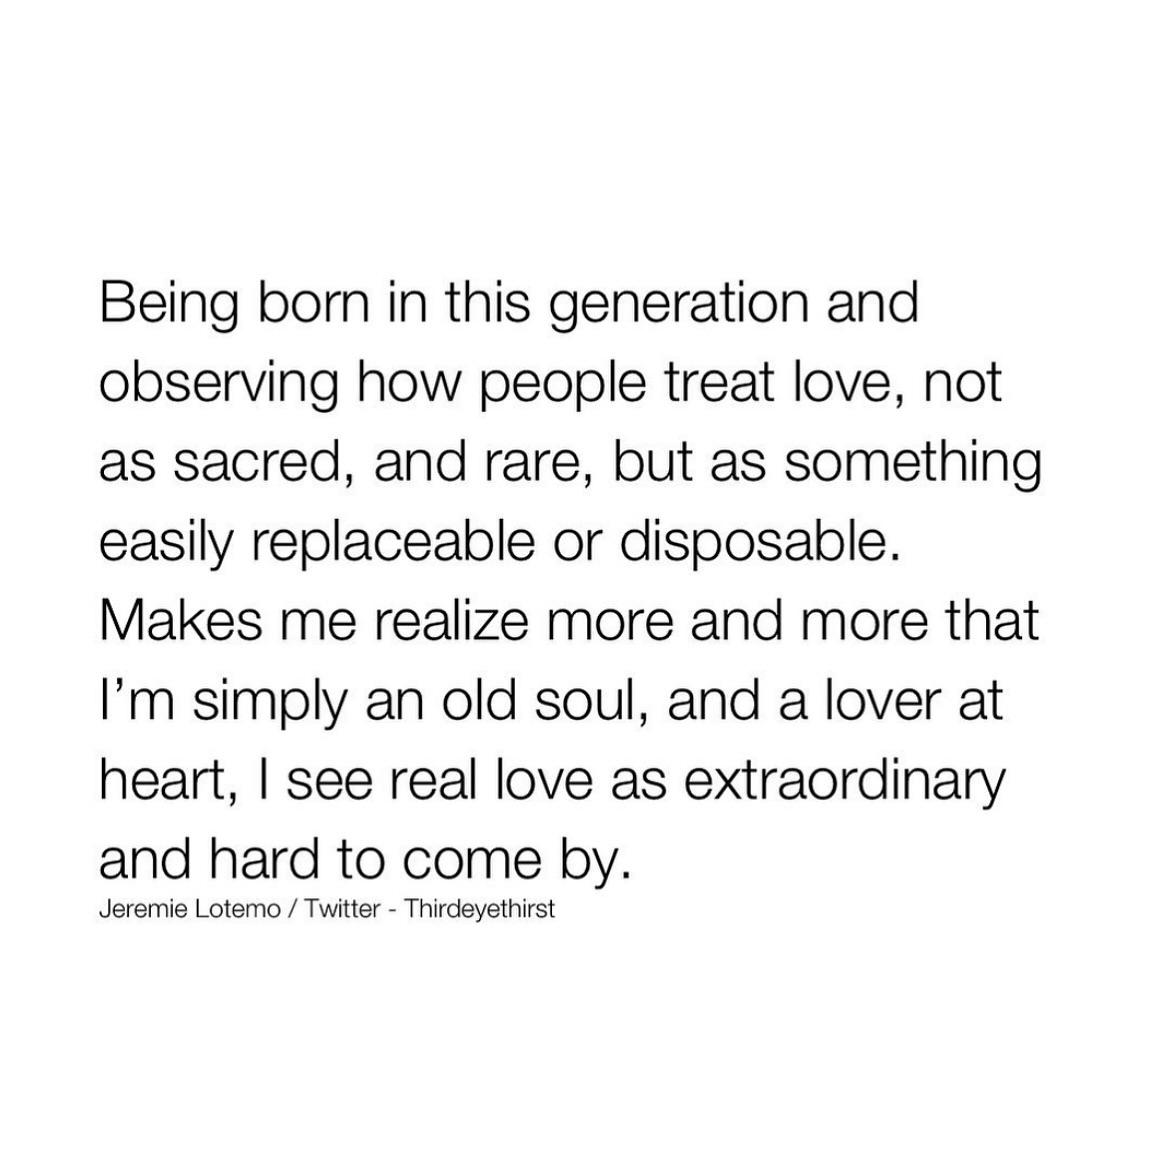 Being born in this generation and
observing how people treat love, not
as sacred, and rare, but as something
easily replaceable or disposable.
Makes me realize more and more that
I’m simply an old soul, and a lover at
heart, I see real love as extraordinary
and hard to come by.
Jeremie Lotemo / Twitter - Thirdeyethirst